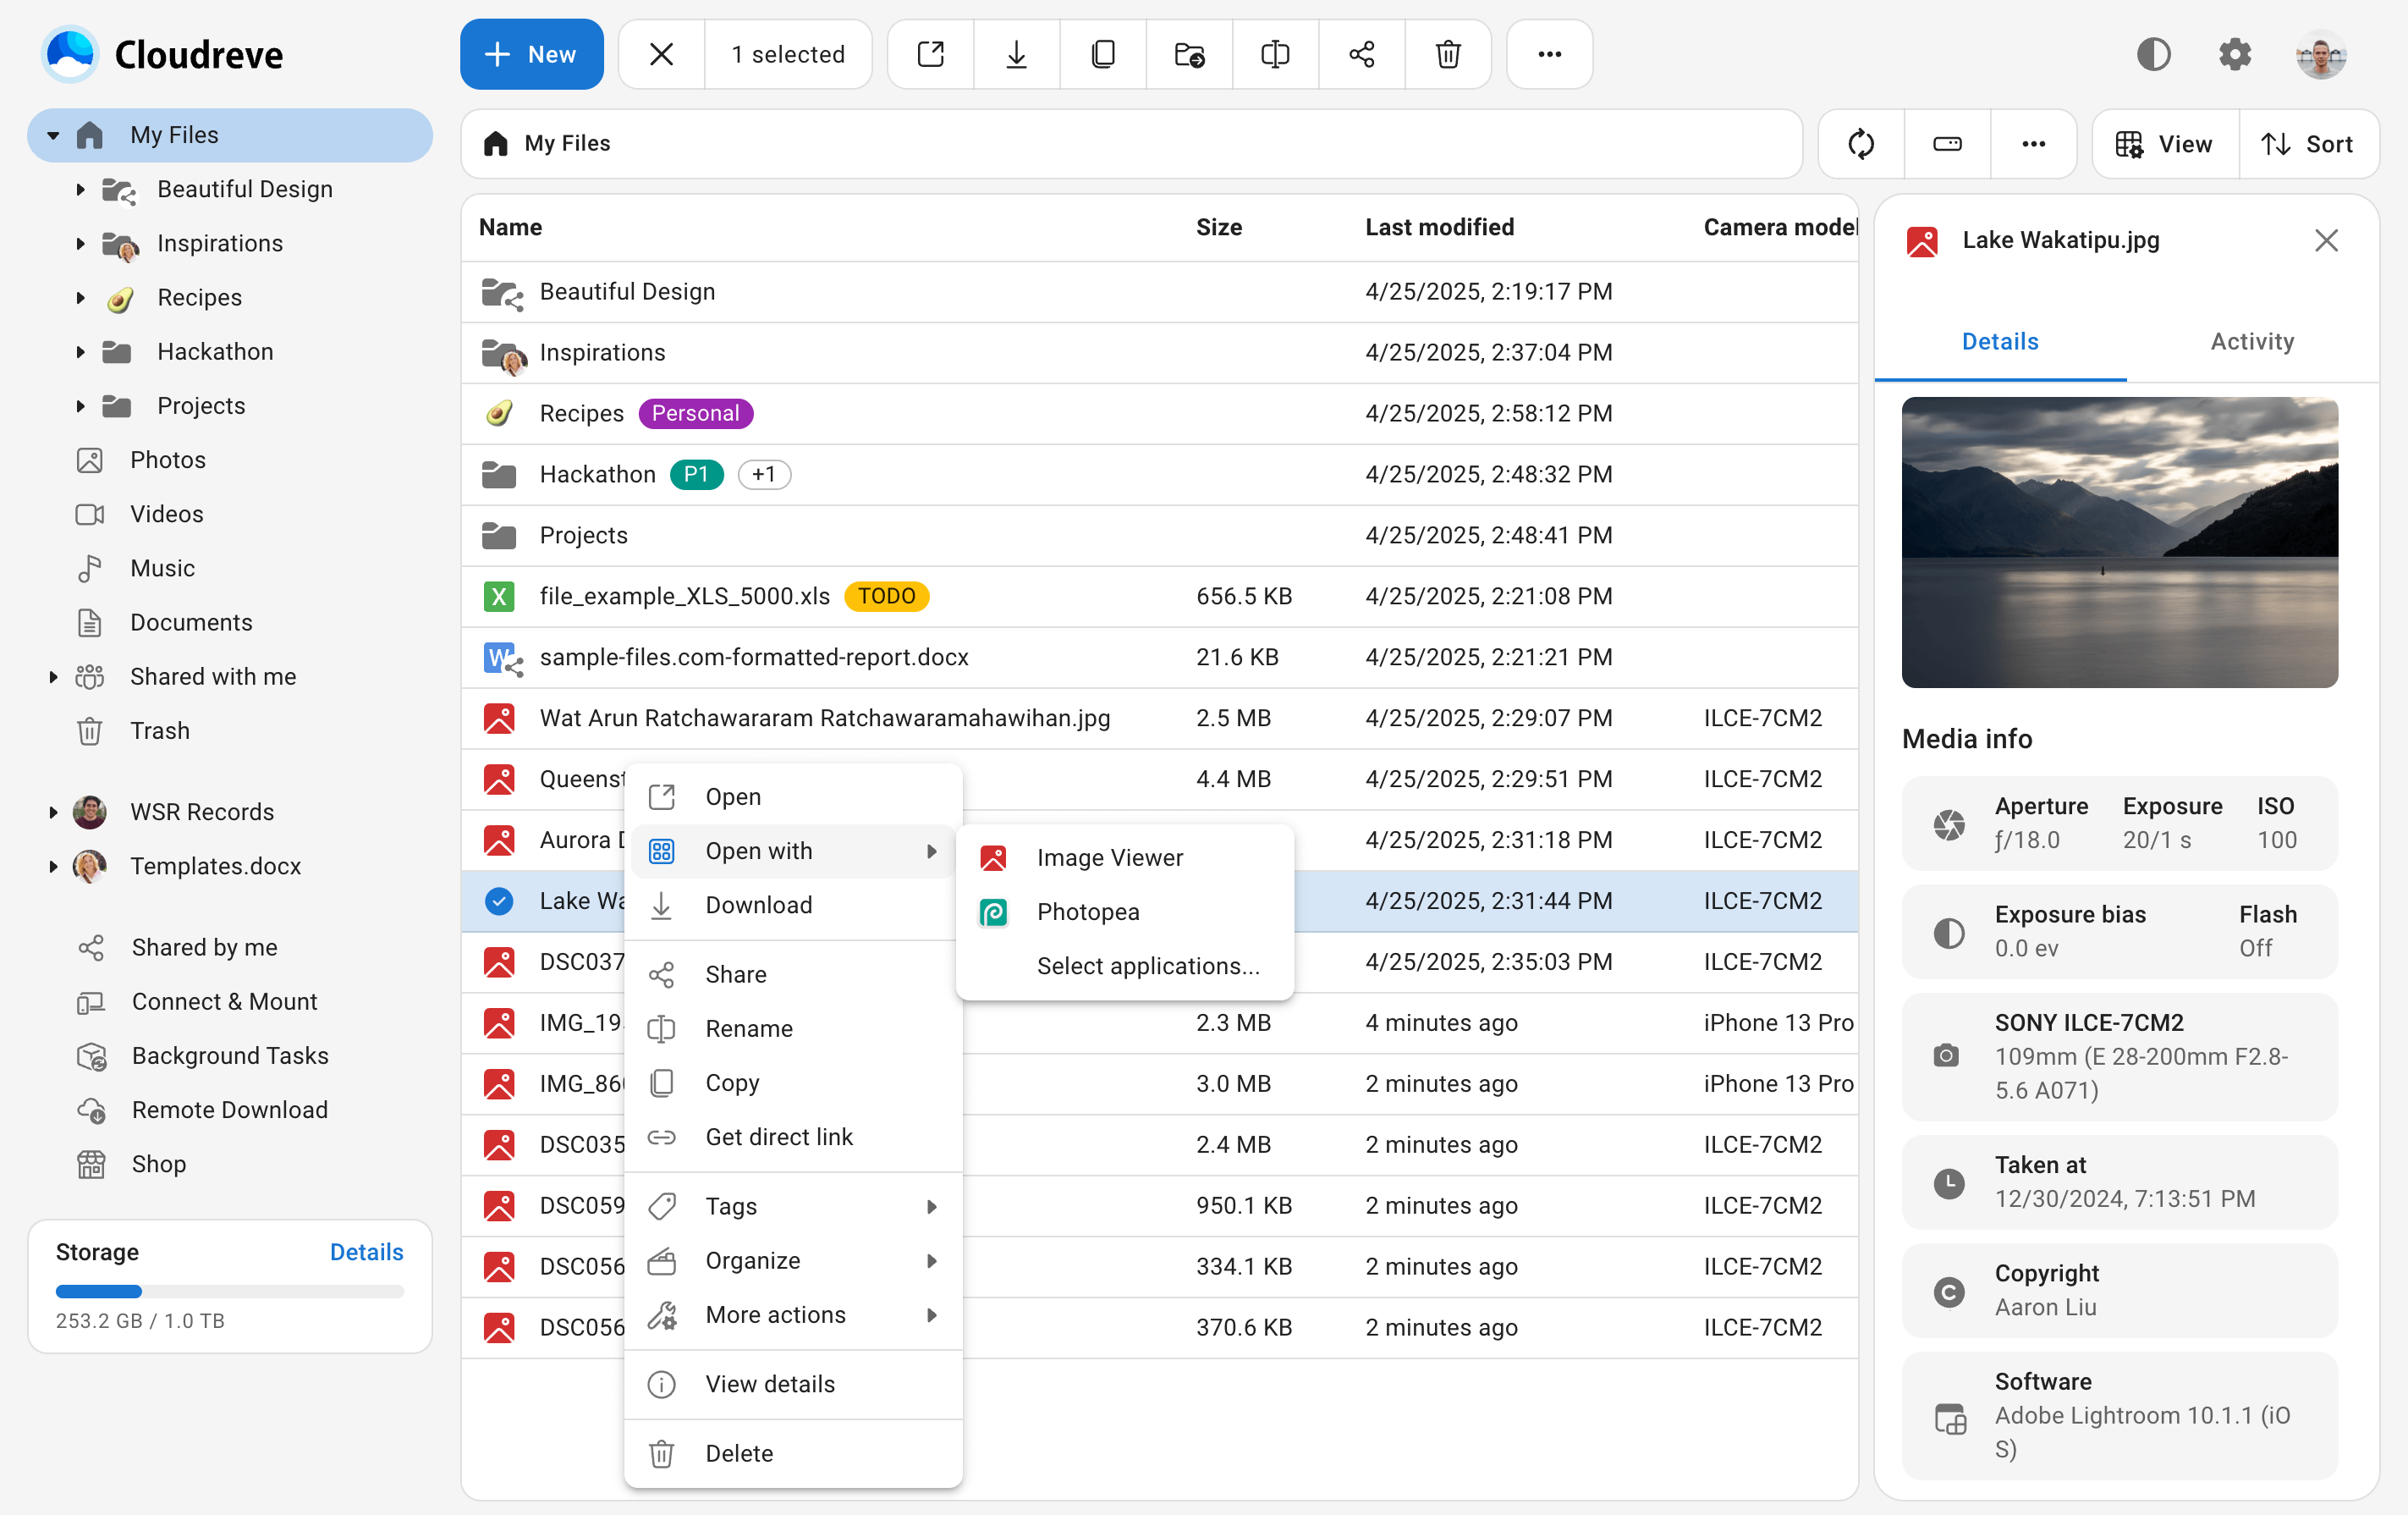 Cloudreve
New
1 selected
My Files
Beautiful Design
Inspirations
Recipes
Hackathon
Projects
Photos
Videos
Music
Documents
Shared with me
Trash
WSR Records
Templates.docx
Shared by me
Connect & Mount
Background Tasks
Remote Download
Shop
Storage Details
253.2 GB / 1.0 TB
My Files
View
Sort
Name Size Last modified Camera model
Beautiful Design 4/25/2025, 2:19:17 PM
Inspirations 4/25/2025, 2:37:04 PM
Recipes Personal 4/25/2025, 2:58:12 PM
Hackathon P1 +1 4/25/2025, 2:48:32 PM
Projects 4/25/2025, 2:48:41 PM
X file_example_XLS_5000.xls TODO 656.5 KB 4/25/2025, 2:21:08 PM
W sample-files.com-formatted-report.docx 21.6 KB 4/25/2025, 2:21:21 PM
Wat Arun Ratchawararam Ratchawaramahawihan.jpg 2.5 MB 4/25/2025, 2:29:07 PM ILCE-7CM2
Queenst 4.4 MB 4/25/2025, 2:29:51 PM ILCE-7CM2
Aurora 4/25/2025, 2:31:18 PM ILCE-7CM2
Lake Wa 4/25/2025, 2:31:44 PM ILCE-7CM2
DSC037 4/25/2025, 2:35:03 PM ILCE-7CM2
IMG_19 2.3 MB 4 minutes ago iPhone 13 Pro
IMG_86 3.0 MB 2 minutes ago iPhone 13 Pro
DSC035 2.4 MB 2 minutes ago ILCE-7CM2
DSC059 950.1 KB 2 minutes ago ILCE-7CM2
DSC056 334.1 KB 2 minutes ago ILCE-7CM2
DSC056 370.6 KB 2 minutes ago ILCE-7CM2
Open
Open with
Download
Share
Rename
Copy
Get direct link
Tags
Organize
More actions
View details
Delete
Image Viewer
Photopea
Select applications...
Lake Wakatipu.jpg
Details Activity
Media info
Aperture Exposure ISO
ƒ/18.0 20/1 s 100
Exposure bias Flash
0.0 ev Off
SONY ILCE-7CM2
109mm (E 28-200mm F2.8-
5.6 A071)
Taken at
12/30/2024, 7:13:51 PM
Copyright
Aaron Liu
Software
Adobe Lightroom 10.1.1 (iO
S)